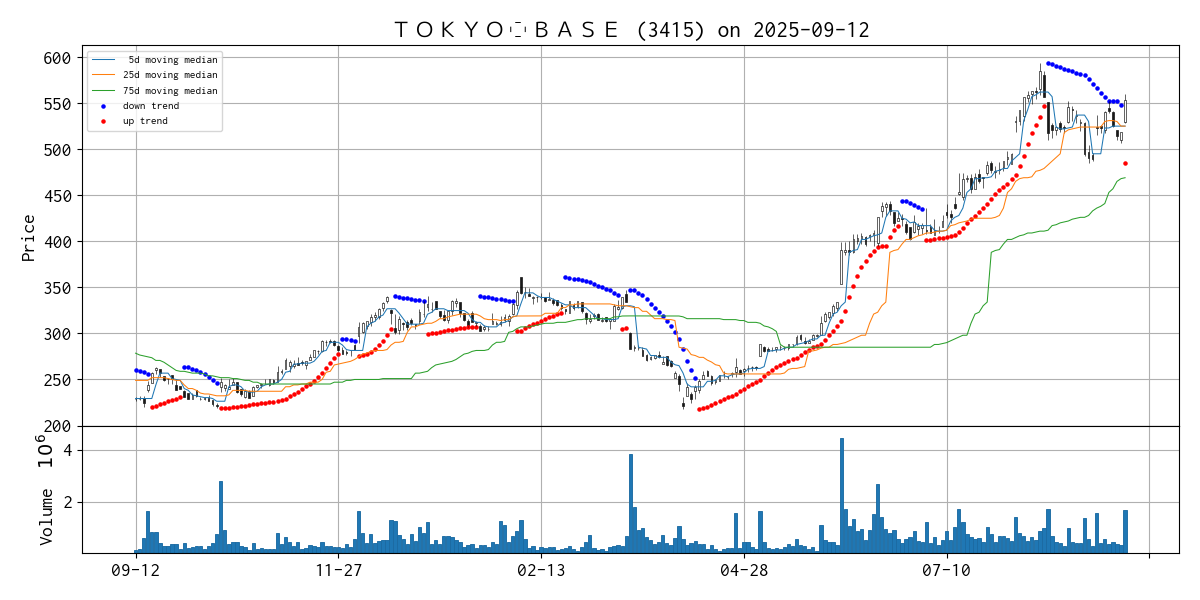 TOKYO BASE (3415) on 2025-09-12
5d moving median
25d moving median
75d moving median
down trend
up trend
Price
600
550
500
450
400
350
300
250
200
Volume 10^6
4
2
09-12
11-27
02-13
04-28
07-10